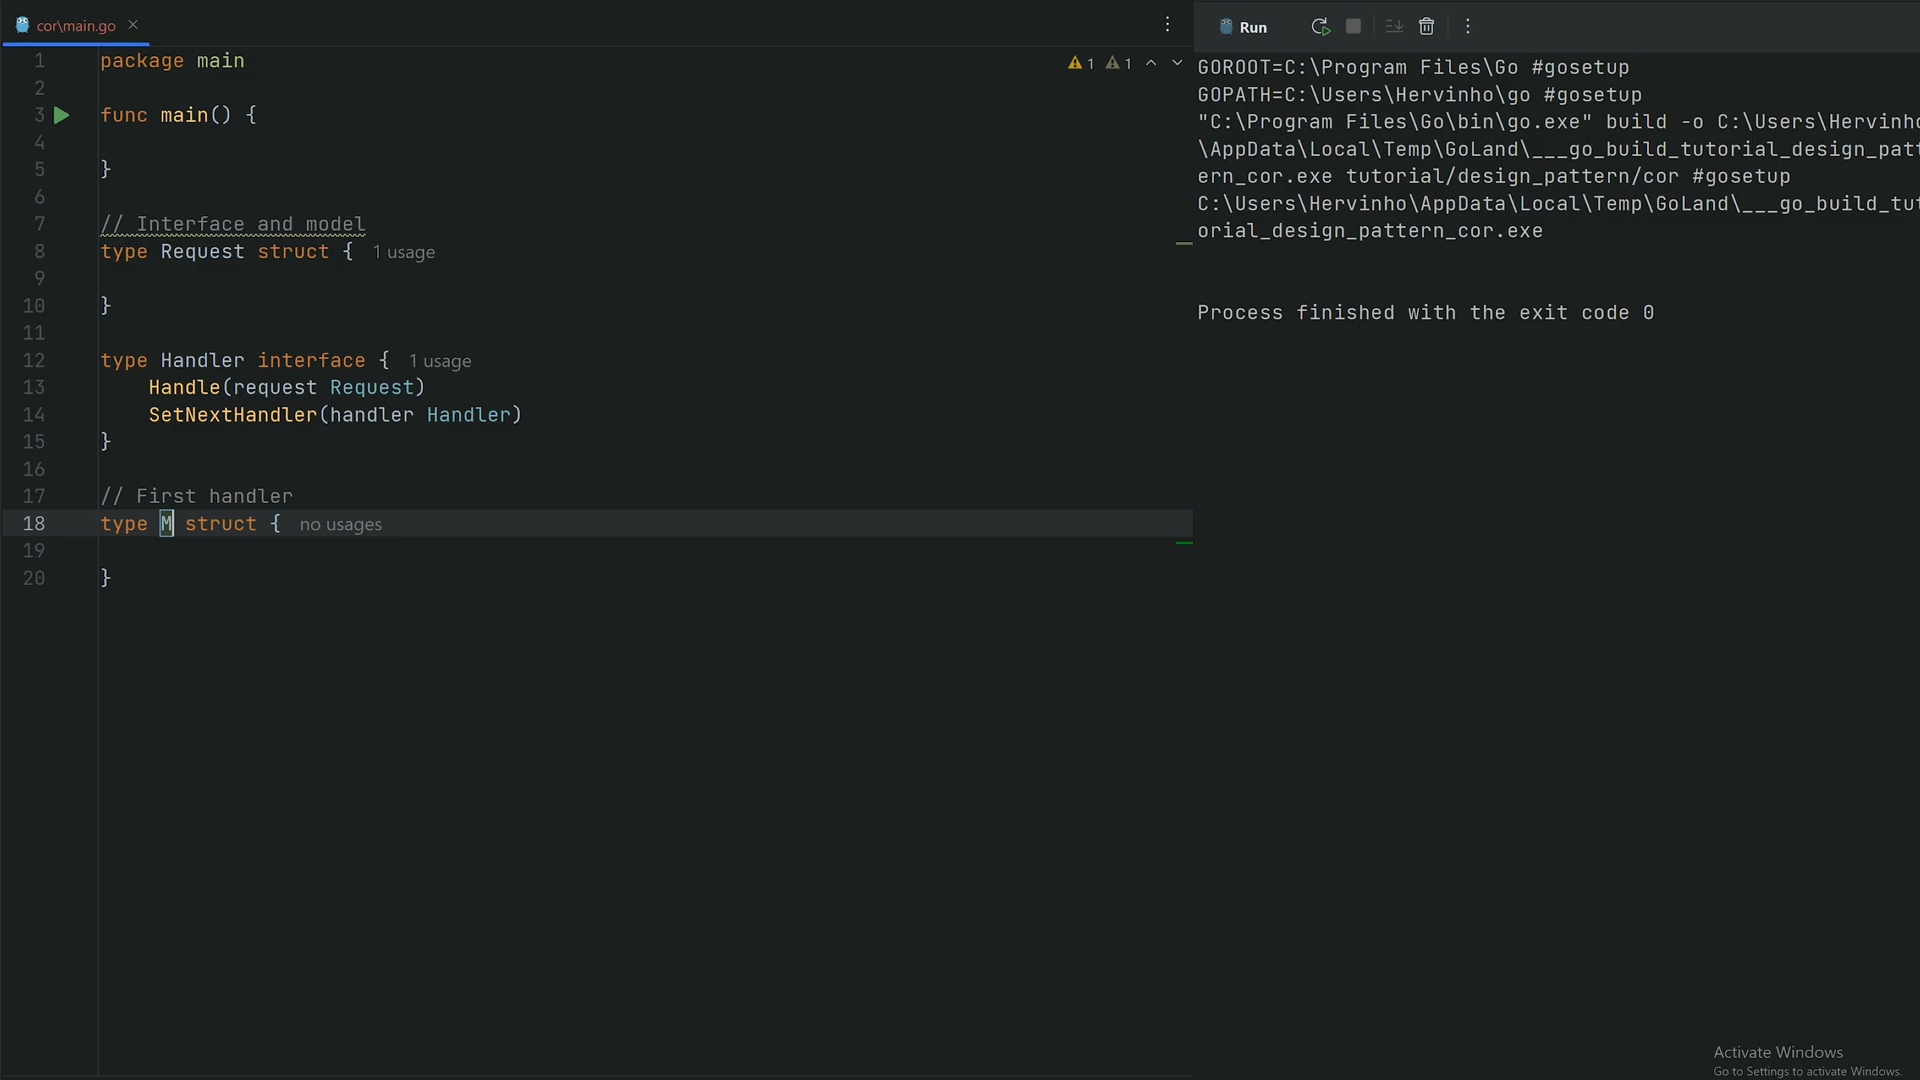 cor\main.go
Run
1 package main
1 1
2
3 func main() {
4
5 }
6
7 // Interface and model
8 type Request struct { 1 usage
9
10 }
11
12 type Handler interface { 1 usage
13 Handle(request Request)
14 SetNextHandler(handler Handler)
15 }
16
17 // First handler
18 type M struct { no usages
19
20 }
GOROOT=C:\Program Files\Go #gosetup
GOPATH=C:\Users\Hervinho\go #gosetup
"C:\Program Files\Go\bin\go.exe" build -o C:\Users\Hervinho
\AppData\Local\Temp\GoLand\___go_build_tutorial_design_patt
ern_cor.exe tutorial/design_pattern/cor #gosetup
C:\Users\Hervinho\AppData\Local\Temp\GoLand\___go_build_tut
orial_design_pattern_cor.exe
Process finished with the exit code 0
Activate Windows
Go to Settings to activate Windows.